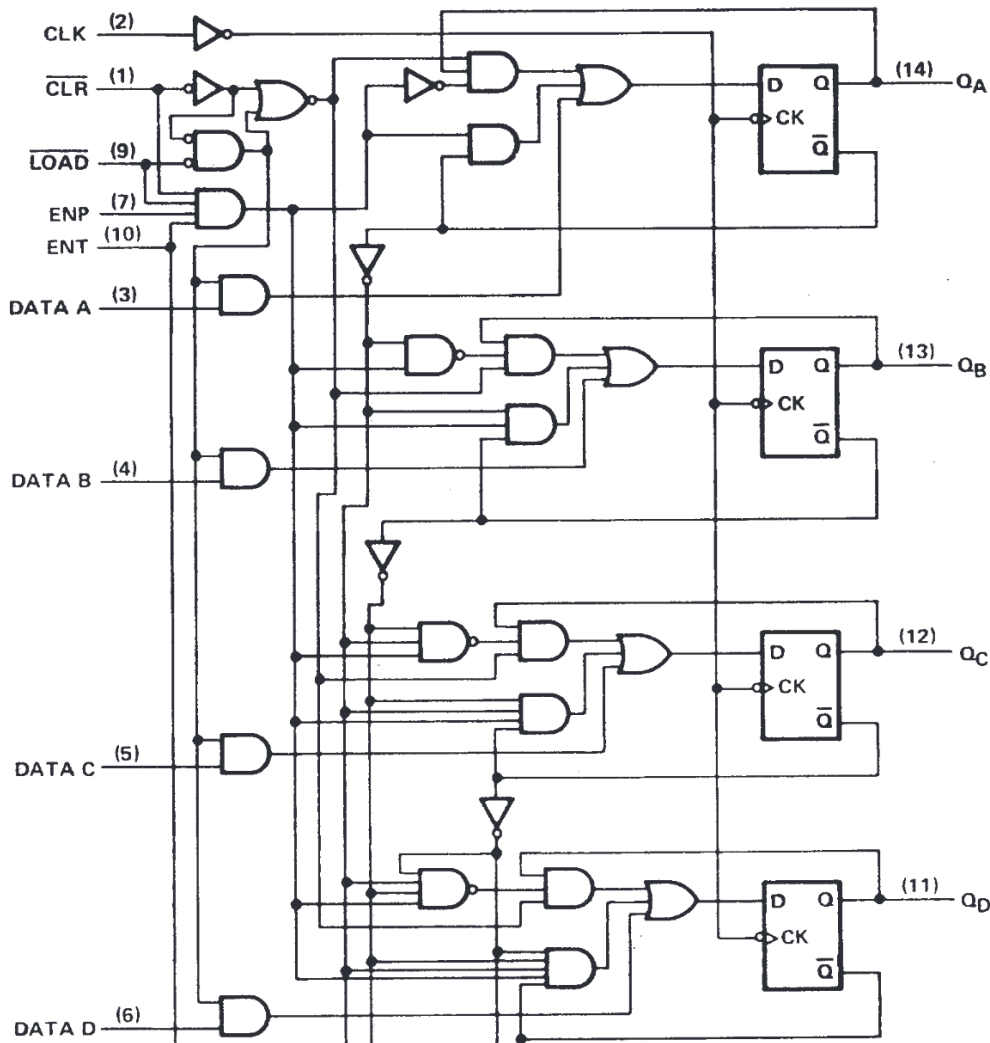 CLK (2)
CLR (1)
LOAD (9)
ENP (7)
ENT (10)
D Q (14) QA
CK
Q
DATA A (3)
D Q (13) QB
CK
Q
DATA B (4)
D Q (12) QC
CK
Q
DATA C (5)
D Q (11) QD
CK
Q
DATA D (6)